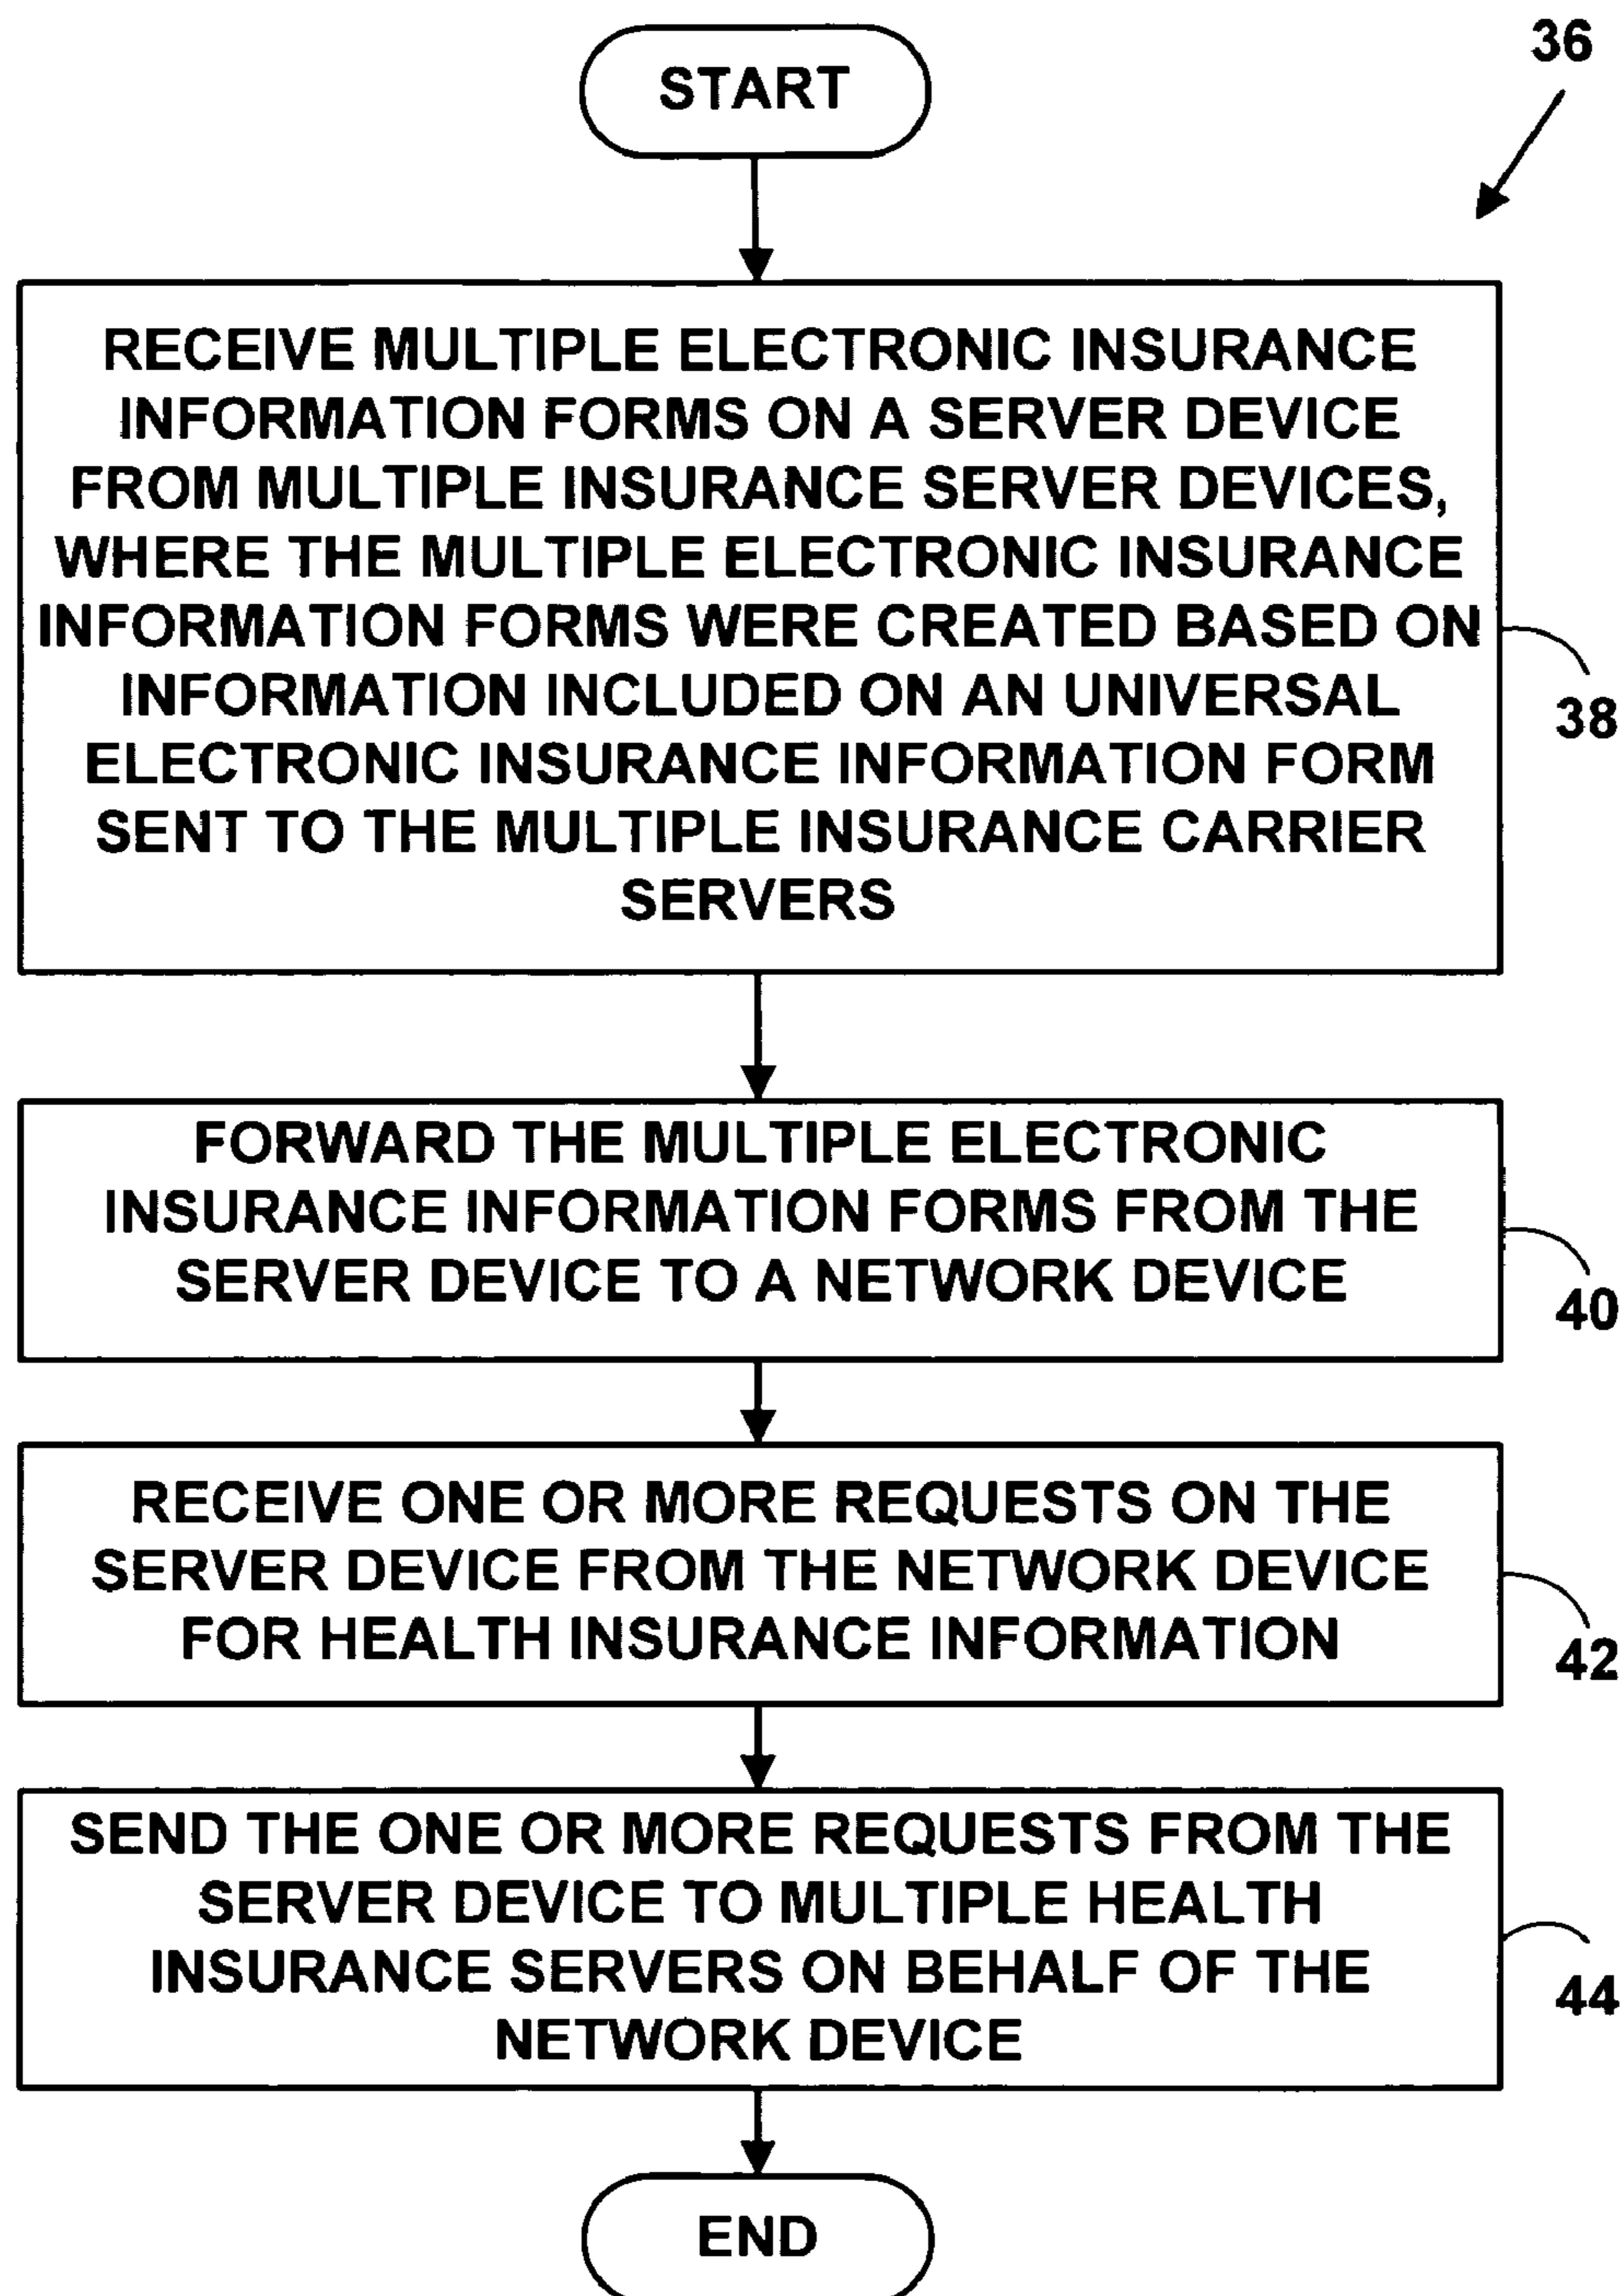 START
36
RECEIVE MULTIPLE ELECTRONIC INSURANCE
INFORMATION FORMS ON A SERVER DEVICE
FROM MULTIPLE INSURANCE SERVER DEVICES,
WHERE THE MULTIPLE ELECTRONIC INSURANCE
INFORMATION FORMS WERE CREATED BASED ON
INFORMATION INCLUDED ON AN UNIVERSAL
ELECTRONIC INSURANCE INFORMATION FORM
SENT TO THE MULTIPLE INSURANCE CARRIER
SERVERS
38
FORWARD THE MULTIPLE ELECTRONIC
INSURANCE INFORMATION FORMS FROM THE
SERVER DEVICE TO A NETWORK DEVICE
40
RECEIVE ONE OR MORE REQUESTS ON THE
SERVER DEVICE FROM THE NETWORK DEVICE
FOR HEALTH INSURANCE INFORMATION
42
SEND THE ONE OR MORE REQUESTS FROM THE
SERVER DEVICE TO MULTIPLE HEALTH
INSURANCE SERVERS ON BEHALF OF THE
NETWORK DEVICE
44
END